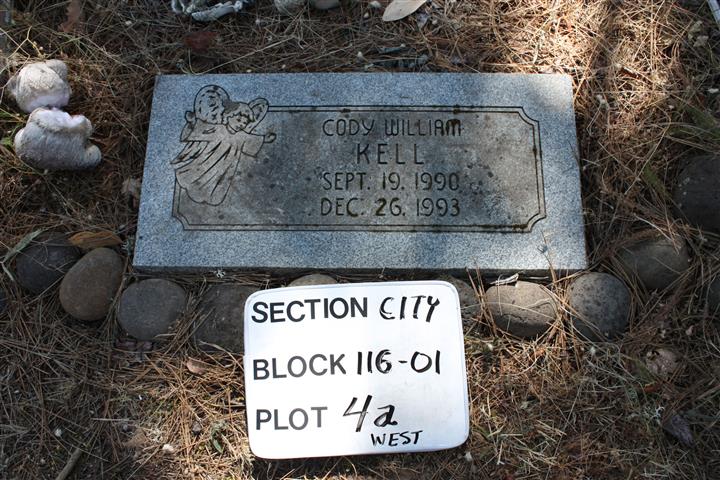 CODY WILLIAM
KELL
SEPT. 19. 1990
DEC. 26. 1993
SECTION CITY
BLOCK 116-01
PLOT 4a
WEST